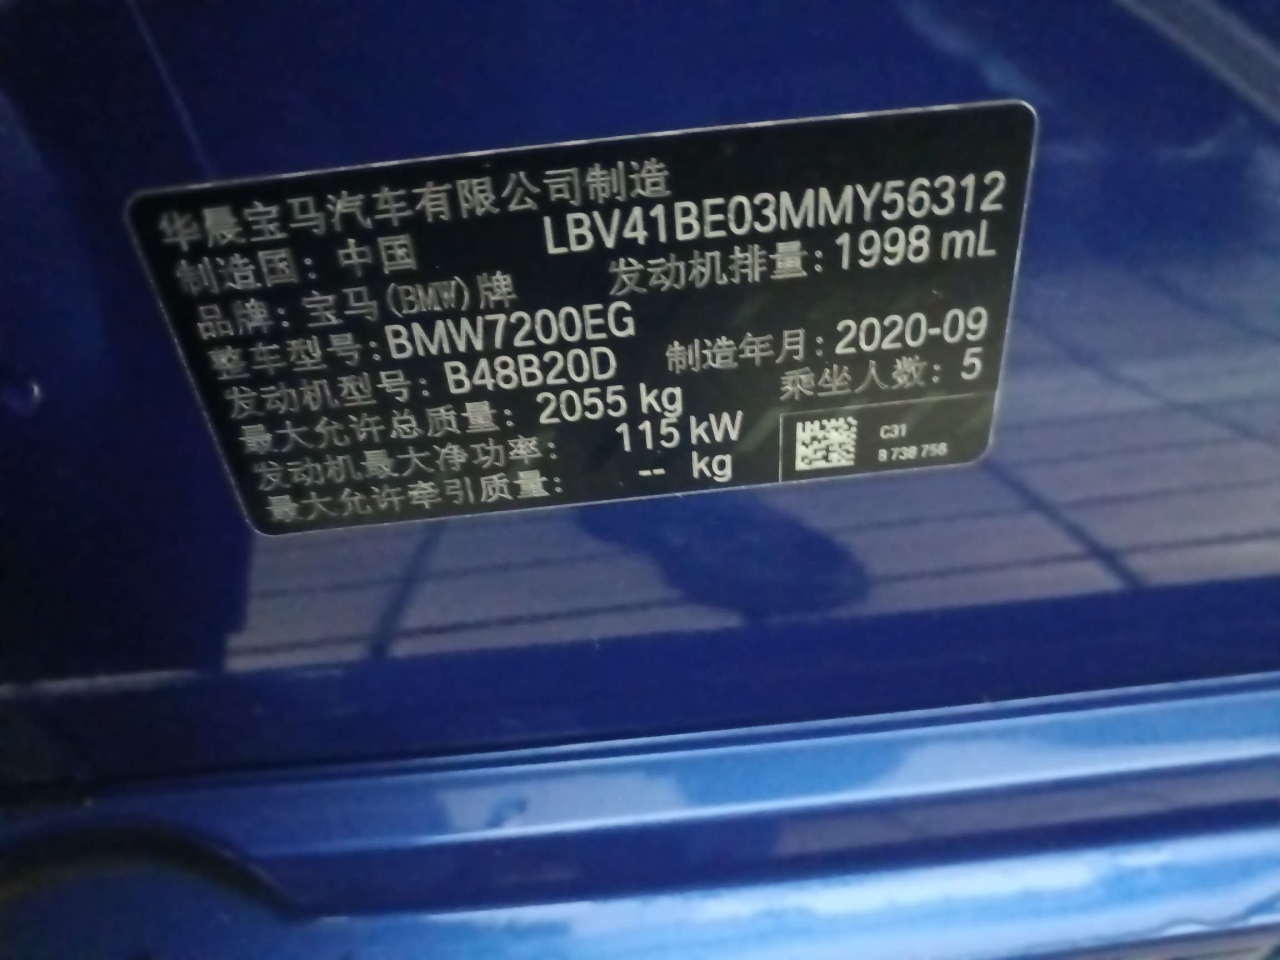 华晨宝马汽车有限公司制造
制造国：中国 LBV41BE03MMY56312
品牌：宝马(BMW)牌 发动机排量：1998 mL
整车型号：BMW7200EG
发动机型号：B48B20D 制造年月：2020-09
最大允许总质量：2055 kg 乘坐人数：5
发动机最大净功率：115 kW
最大允许牵引质量：-- kg
C31
8 738 756